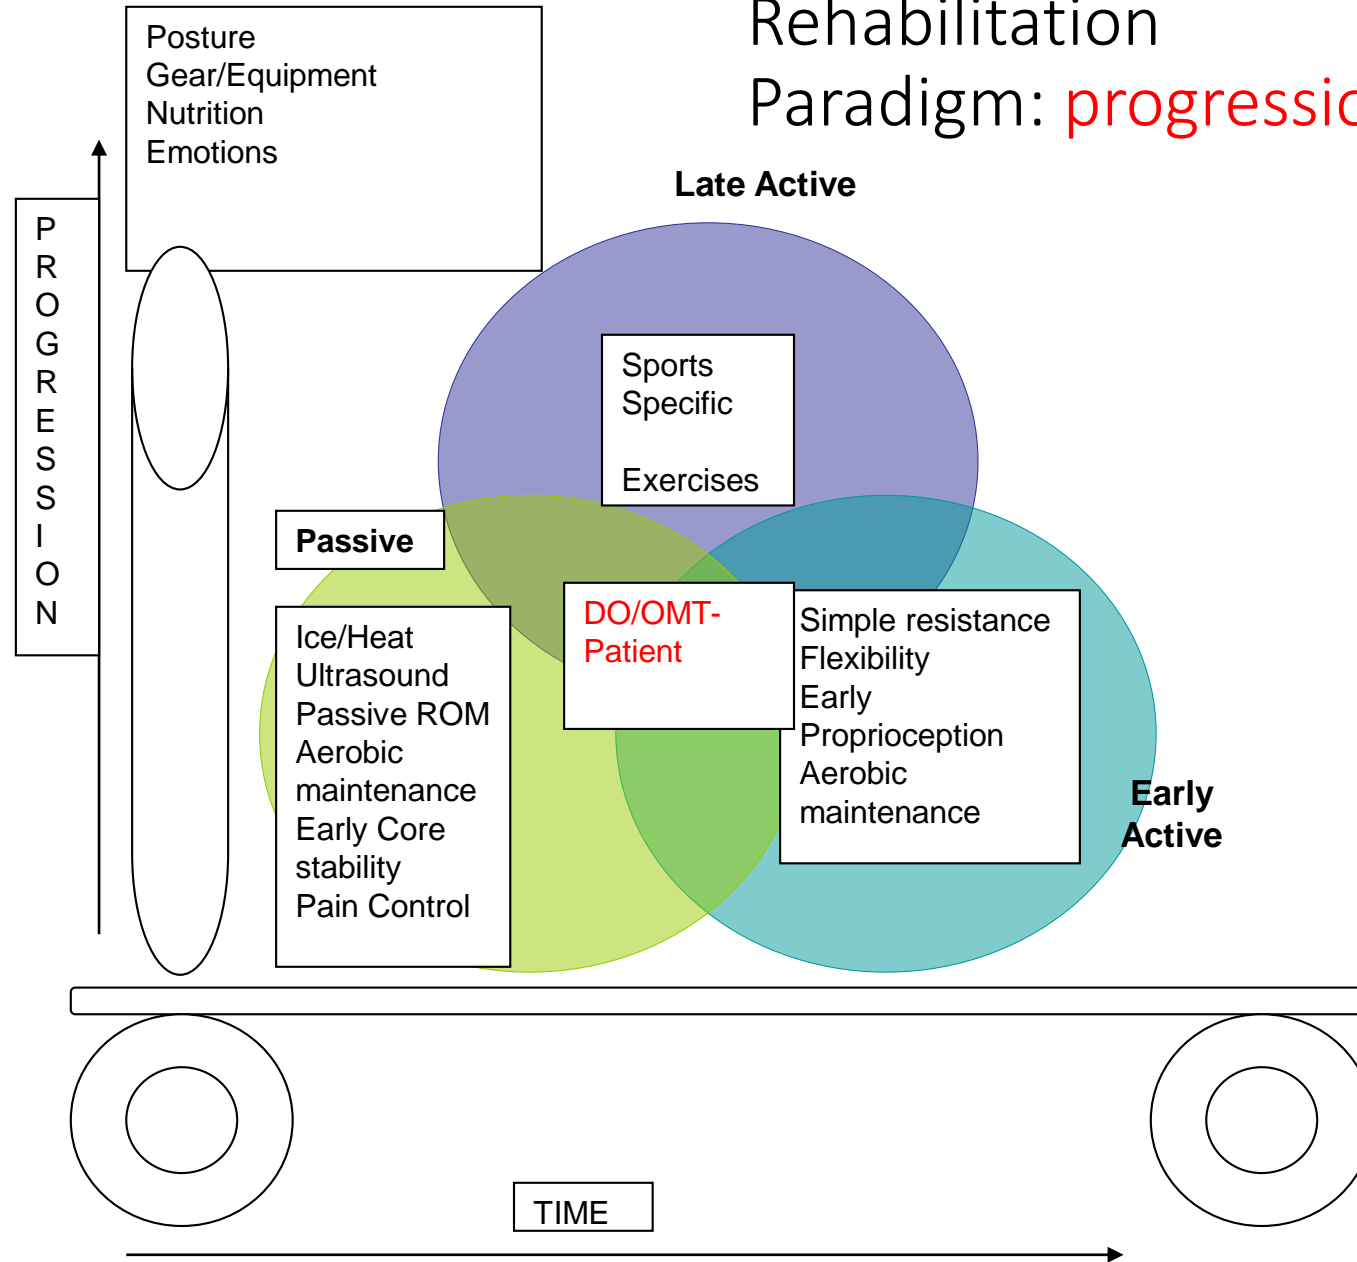 Rehabilitation
Paradigm: progressio
Posture
Gear/Equipment
Nutrition
Emotions
P
R
O
G
R
E
S
S
I
O
N
Late Active
Sports
Specific
Exercises
Passive
Ice/Heat
Ultrasound
Passive ROM
Aerobic
maintenance
Early Core
stability
Pain Control
DO/OMT-
Patient
Simple resistance
Flexibility
Early
Proprioception
Aerobic
maintenance
Early
Active
TIME